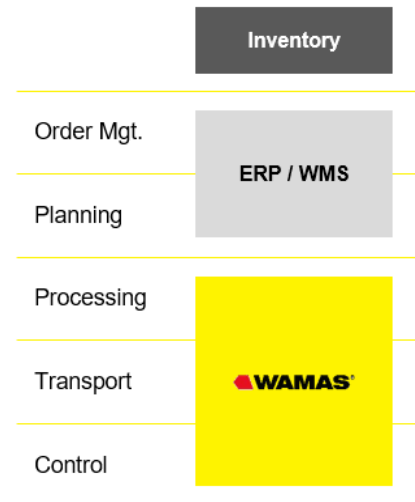 Inventory
Order Mgt.
ERP / WMS
Planning
Processing
Transport
WAMAS®
Control